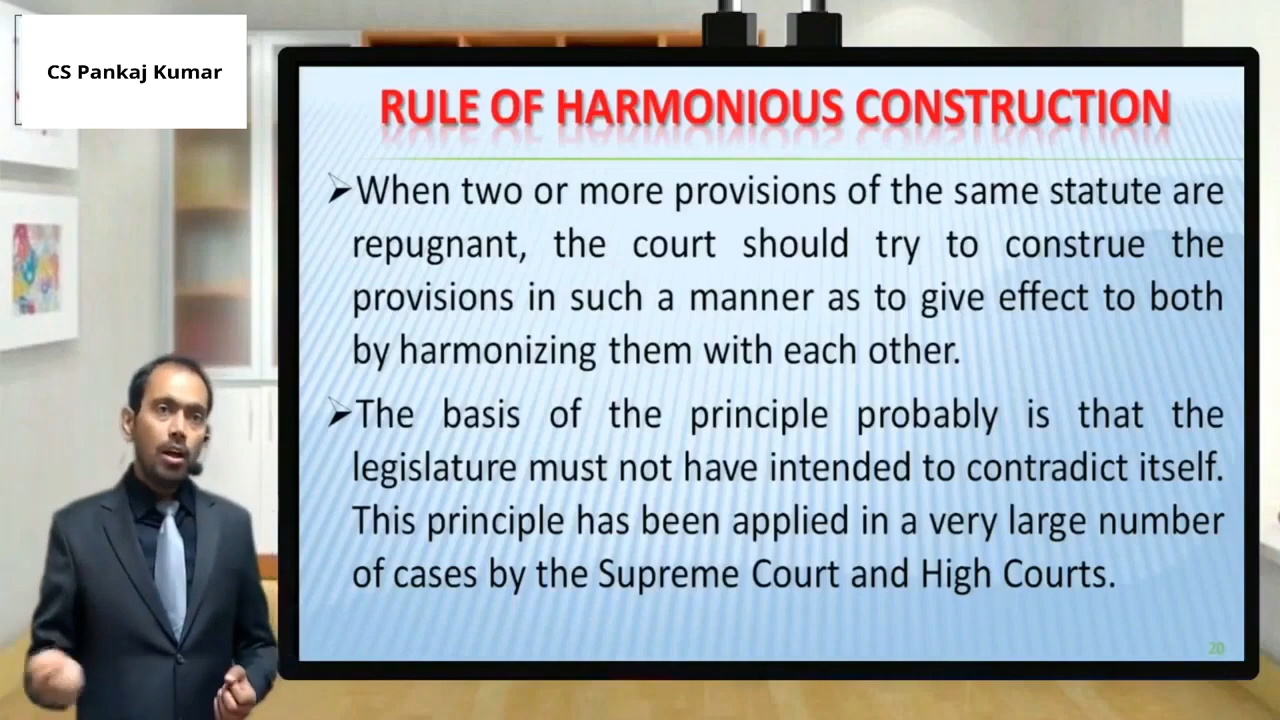 CS Pankaj Kumar
RULE OF HARMONIOUS CONSTRUCTION
➢When two or more provisions of the same statute are
repugnant, the court should try to construe the
provisions in such a manner as to give effect to both
by harmonizing them with each other.
➢The basis of the principle probably is that the
legislature must not have intended to contradict itself.
This principle has been applied in a very large number
of cases by the Supreme Court and High Courts.
20